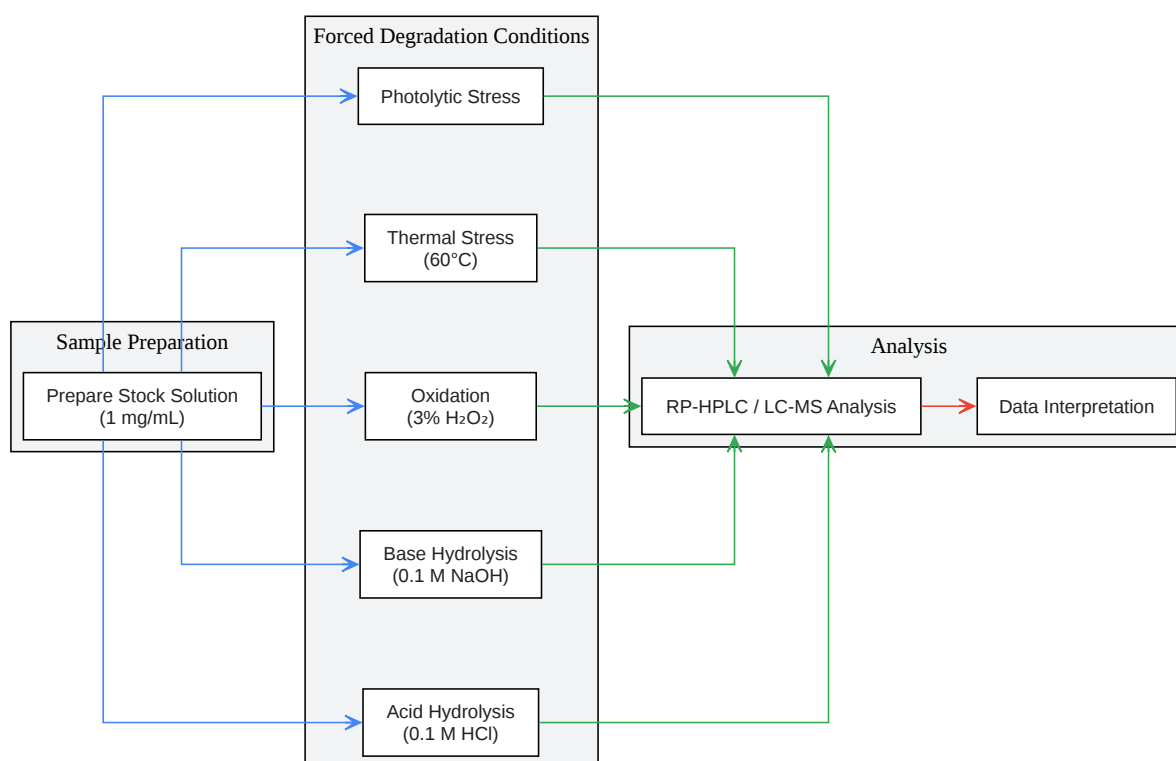 Forced Degradation Conditions
Photolytic Stress
Thermal Stress
(60°C)
Sample Preparation
Prepare Stock Solution
(1 mg/mL)
Oxidation
(3% H₂O₂)
Analysis
RP-HPLC / LC-MS Analysis
Data Interpretation
Base Hydrolysis
(0.1 M NaOH)
Acid Hydrolysis
(0.1 M HCl)